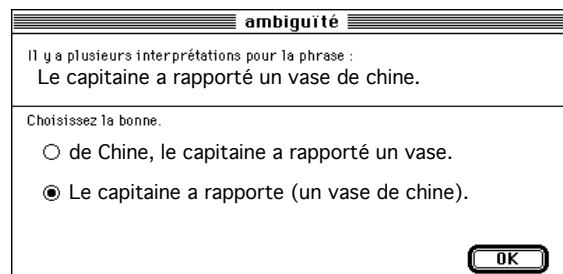 ambiguïté
Il y a plusieurs interprétations pour la phrase :
Le capitaine a rapporté un vase de chine.
Choisissez la bonne.
de Chine, le capitaine a rapporté un vase.
Le capitaine a rapporte (un vase de chine).
OK